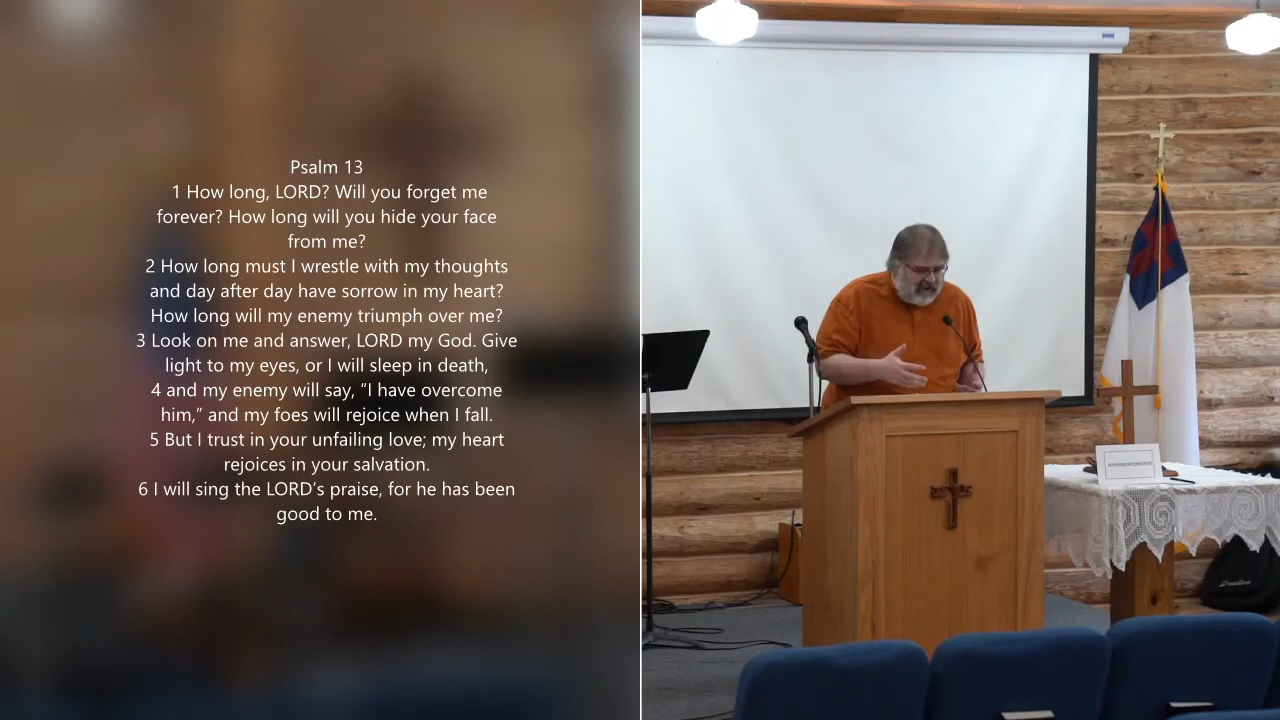 Psalm 13
1 How long, LORD? Will you forget me
forever? How long will you hide your face
from me?
2 How long must I wrestle with my thoughts
and day after day have sorrow in my heart?
How long will my enemy triumph over me?
3 Look on me and answer, LORD my God. Give
light to my eyes, or I will sleep in death,
4 and my enemy will say, “I have overcome
him,” and my foes will rejoice when I fall.
5 But I trust in your unfailing love; my heart
rejoices in your salvation.
6 I will sing the LORD’s praise, for he has been
good to me.
ANNOUNCEMENTS